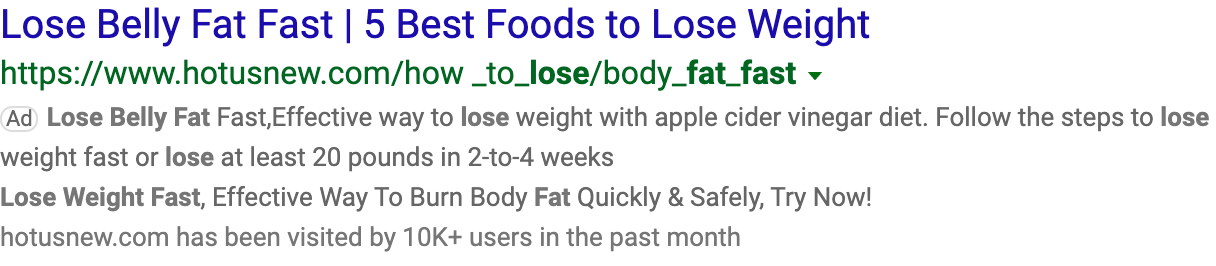 Lose Belly Fat Fast | 5 Best Foods to Lose Weight
https://www.hotusnew.com/how _to_lose/body_fat_fast
Ad Lose Belly Fat Fast,Effective way to lose weight with apple cider vinegar diet. Follow the steps to lose
weight fast or lose at least 20 pounds in 2-to-4 weeks
Lose Weight Fast, Effective Way To Burn Body Fat Quickly & Safely, Try Now!
hotusnew.com has been visited by 10K+ users in the past month